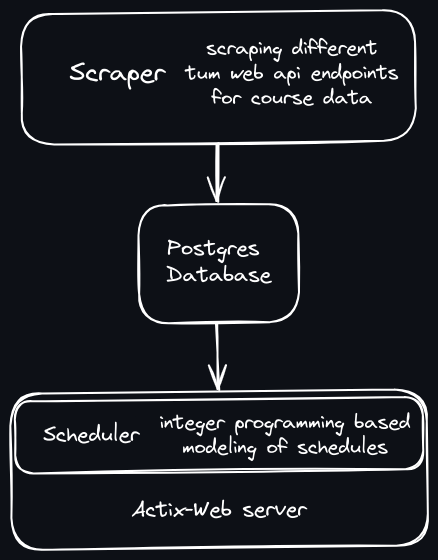 Scraper
scraping different
tum web api endpoints
for course data
Postgres
Database
Scheduler
integer programming based
modeling of schedules
Actix-Web server